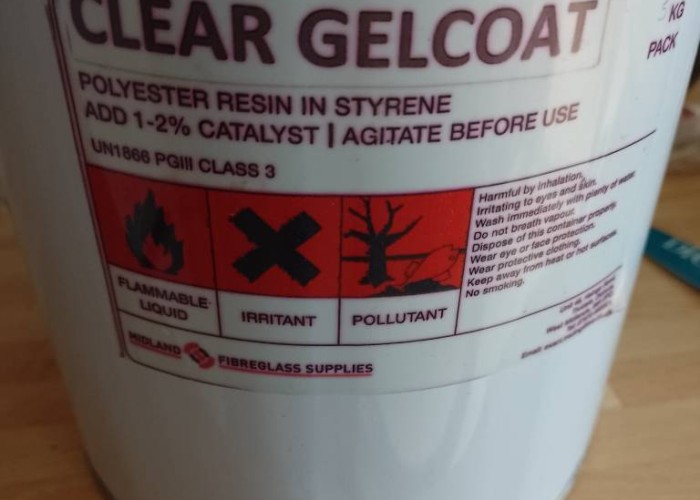 CLEAR GELCOAT
KG
PACK
POLYESTER RESIN IN STYRENE
ADD 1-2% CATALYST | AGITATE BEFORE USE
UN1866 PGIII CLASS 3
Harmful by inhalation.
Irritating to eyes and skin.
Wash immediately with plenty of water.
Do not breath vapour.
Dispose of this container properly.
Wear eye or face protection.
Wear protective clothing.
Keep away from heat or hot surfaces.
No smoking.
FLAMMABLE
LIQUID
IRRITANT
POLLUTANT
MIDLAND FIBREGLASS SUPPLIES